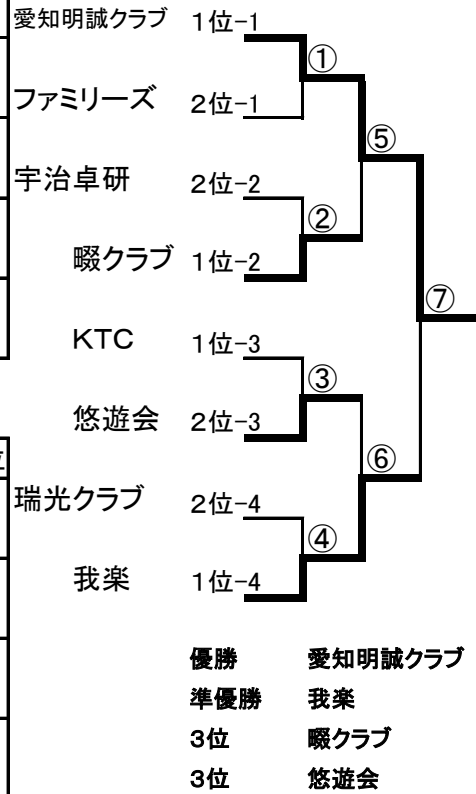 愛知明誠クラブ 1位-1
①
ファミリーズ 2位-1
⑤
宇治卓研 2位-2
②
畷クラブ 1位-2
⑦
KTC 1位-3
③
悠遊会 2位-3
位
⑥
瑞光クラブ 2位-4
④
我楽 1位-4
優勝 愛知明誠クラブ
準優勝 我楽
3位 畷クラブ
3位 悠遊会